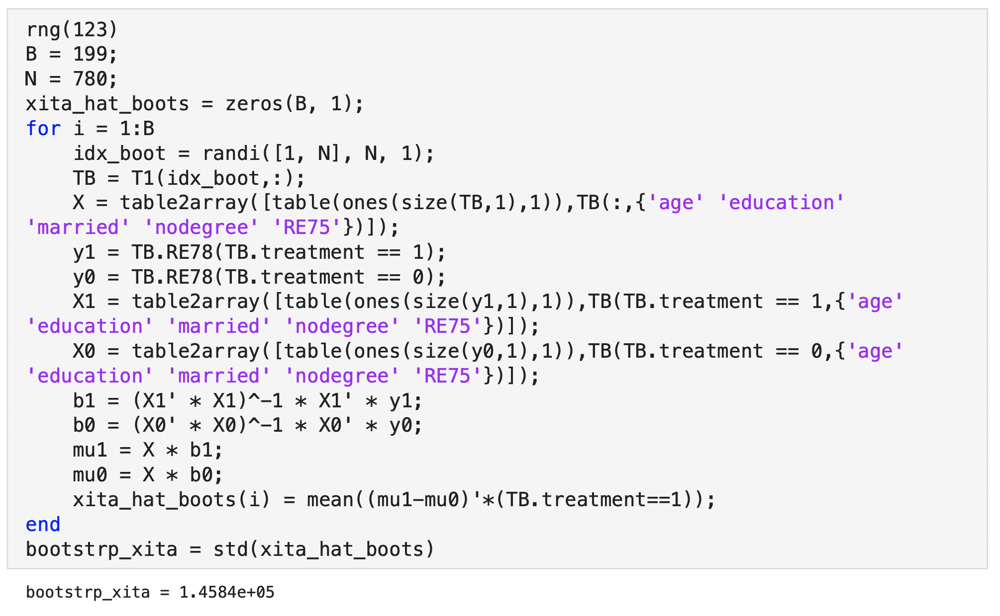 rng(123)
B = 199;
N = 780;
xita_hat_boots = zeros(B, 1);
for i = 1:B
    idx_boot = randi([1, N], N, 1);
    TB = T1(idx_boot,:);
    X = table2array([table(ones(size(TB,1),1)),TB(:,{'age' 'education'
'married' 'nodegree' 'RE75'})]);
    y1 = TB.RE78(TB.treatment == 1);
    y0 = TB.RE78(TB.treatment == 0);
    X1 = table2array([table(ones(size(y1,1),1)),TB(TB.treatment == 1,{'age'
'education' 'married' 'nodegree' 'RE75'})]);
    X0 = table2array([table(ones(size(y0,1),1)),TB(TB.treatment == 0,{'age'
'education' 'married' 'nodegree' 'RE75'})]);
    b1 = (X1' * X1)^-1 * X1' * y1;
    b0 = (X0' * X0)^-1 * X0' * y0;
    mu1 = X * b1;
    mu0 = X * b0;
    xita_hat_boots(i) = mean((mu1-mu0)'*(TB.treatment==1));
end
bootstrp_xita = std(xita_hat_boots)
bootstrp_xita = 1.4584e+05